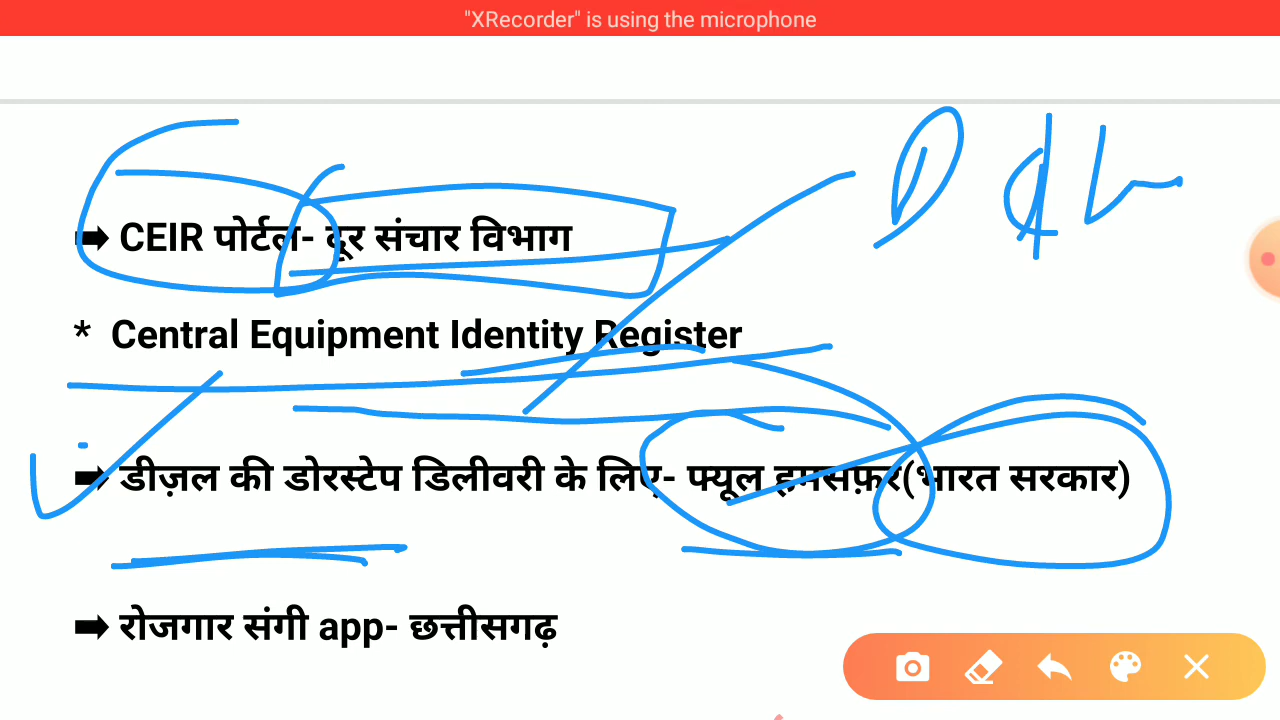 "XRecorder" is using the microphone
➡ CEIR पोर्टल- दूर संचार विभाग
* Central Equipment Identity Register
➡ डीज़ल की डोरस्टेप डिलीवरी के लिए- फ्यूल हमसफ़र(भारत सरकार)
➡ रोजगार संगी app- छत्तीसगढ़